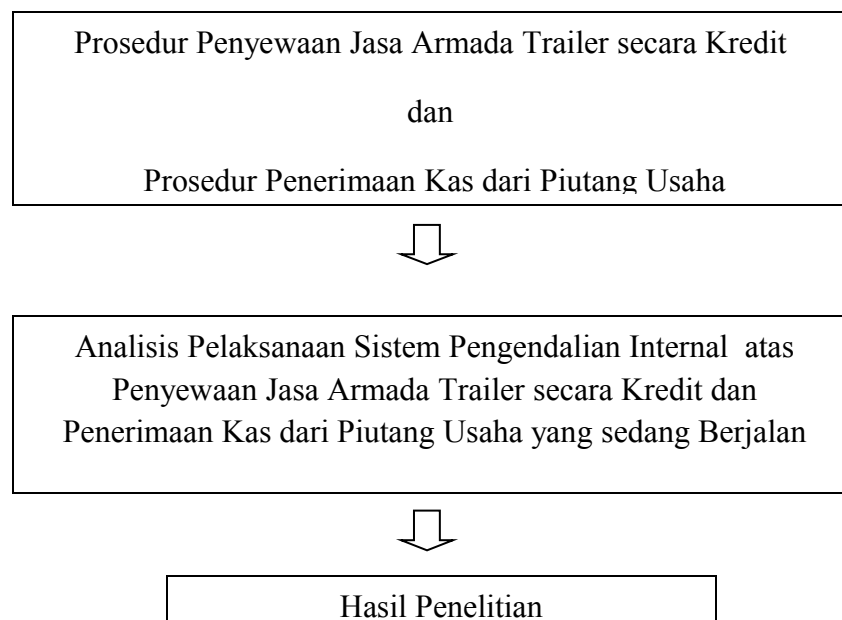 Prosedur Penyewaan Jasa Armada Trailer secara Kredit
dan
Prosedur Penerimaan Kas dari Piutang Usaha
Analisis Pelaksanaan Sistem Pengendalian Internal atas
Penyewaan Jasa Armada Trailer secara Kredit dan
Penerimaan Kas dari Piutang Usaha yang sedang Berjalan
Hasil Penelitian